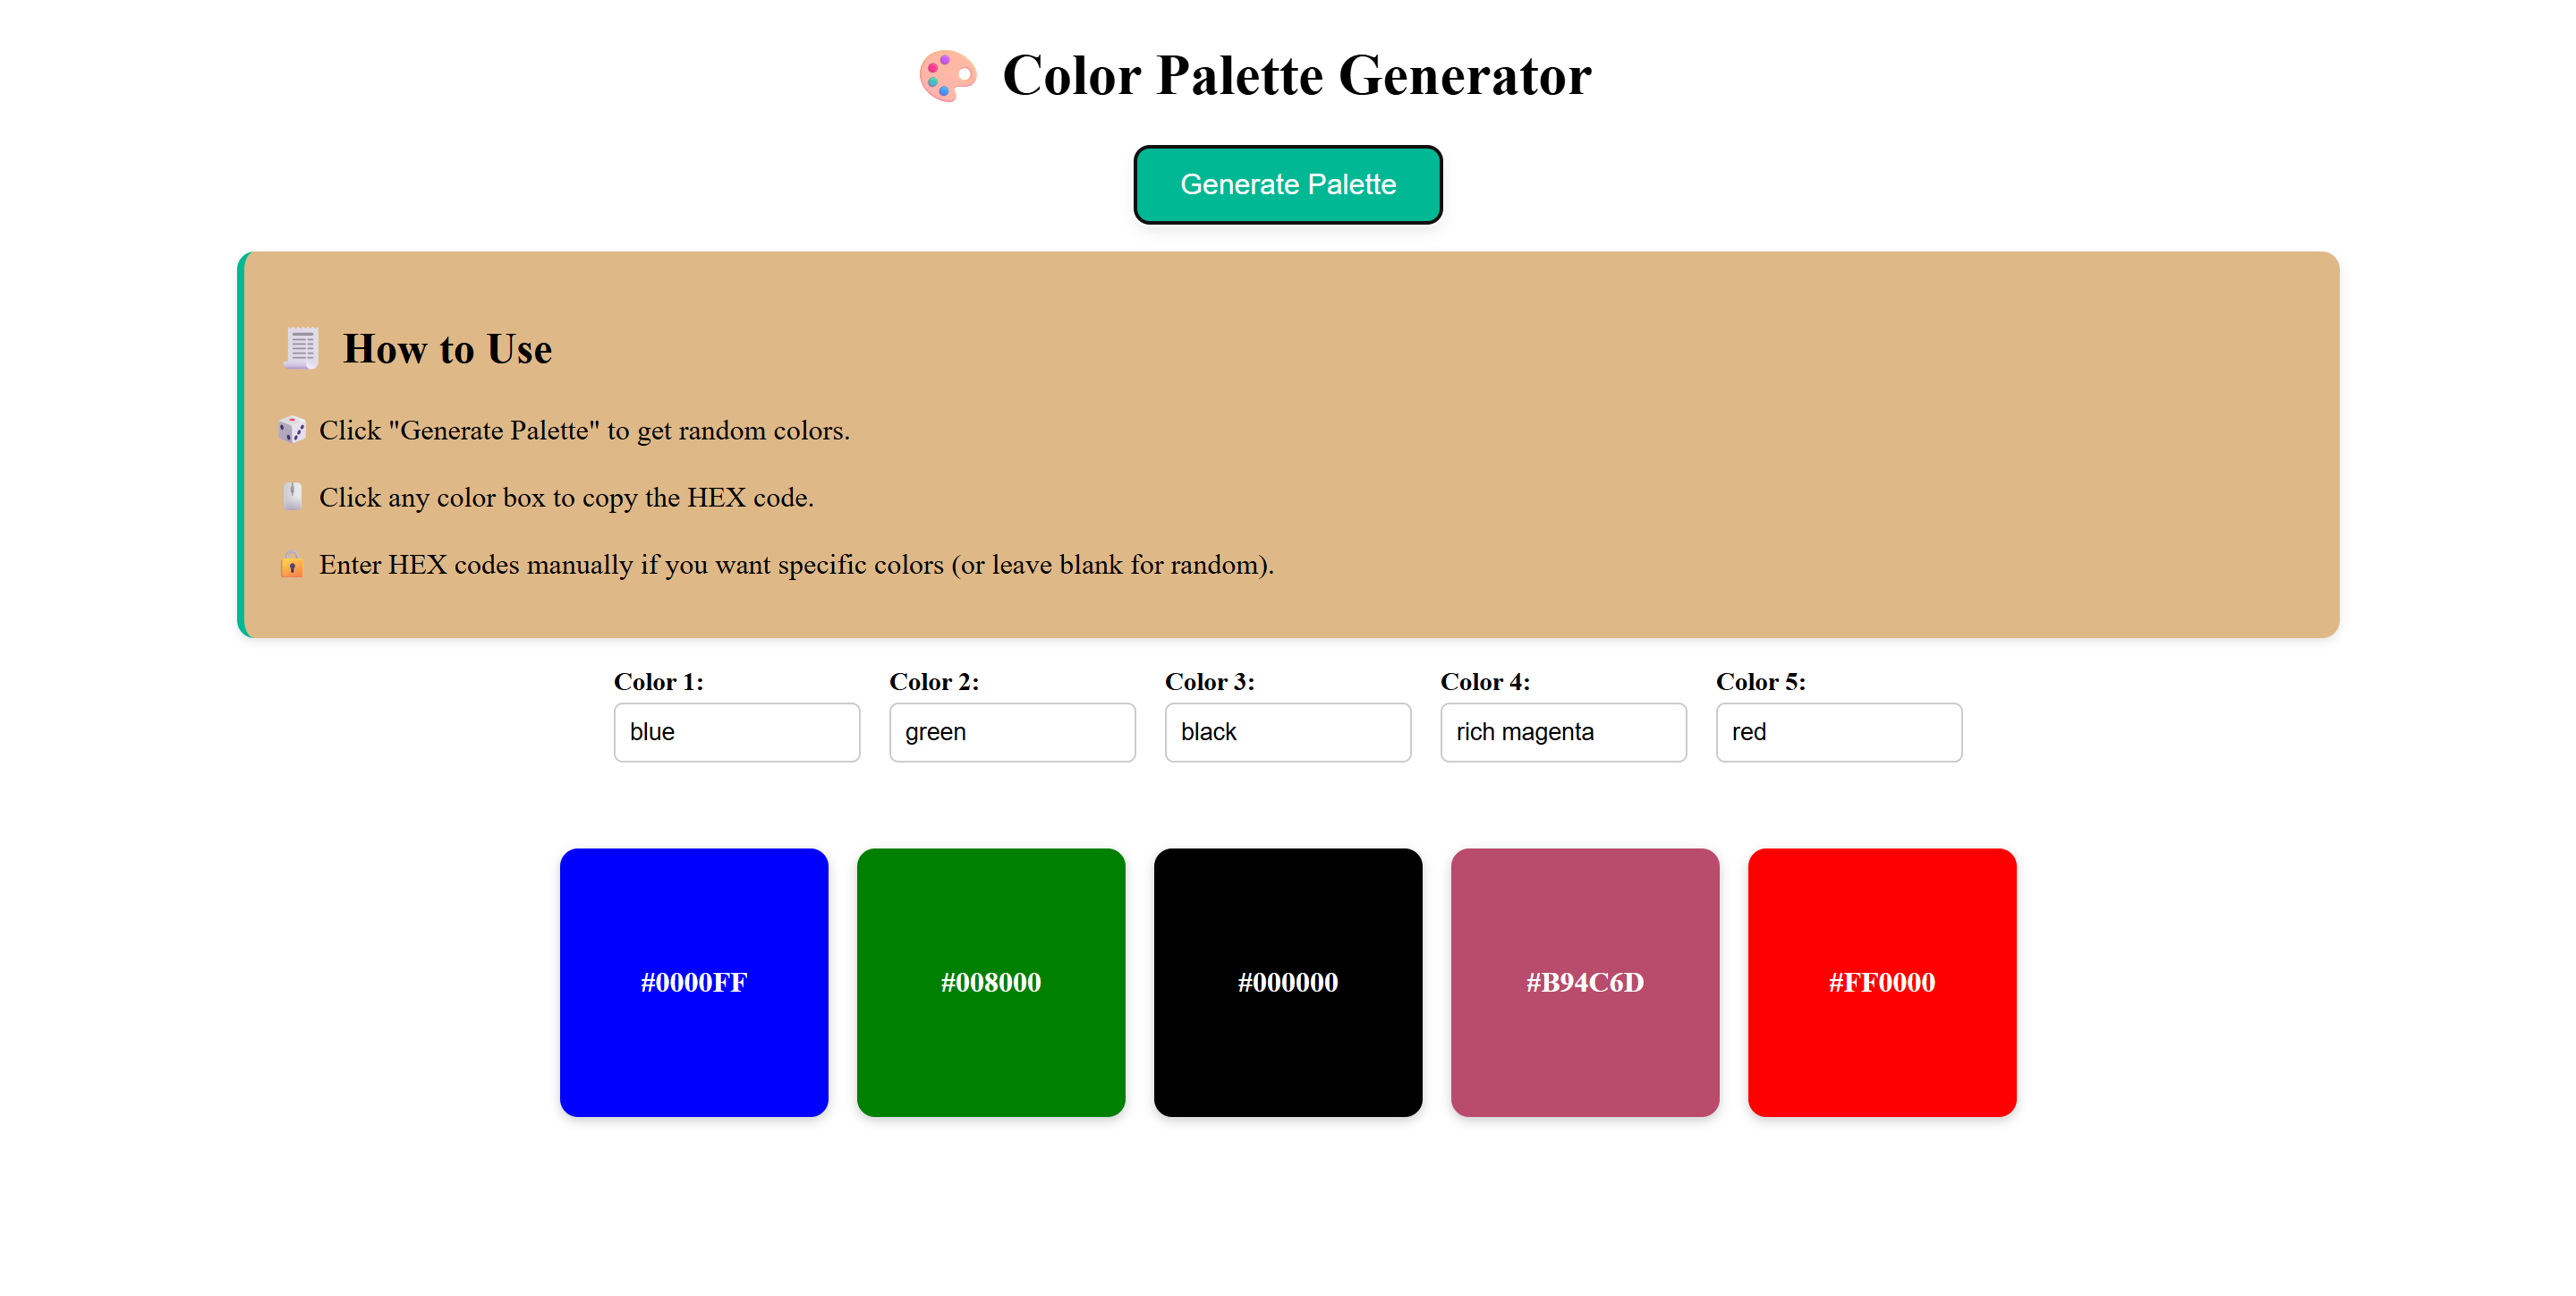 Color Palette Generator
Generate Palette
How to Use
Click "Generate Palette" to get random colors.
Click any color box to copy the HEX code.
Enter HEX codes manually if you want specific colors (or leave blank for random).
Color 1: Color 2: Color 3: Color 4: Color 5:
blue green black rich magenta red
#0000FF #008000 #000000 #B94C6D #FF0000